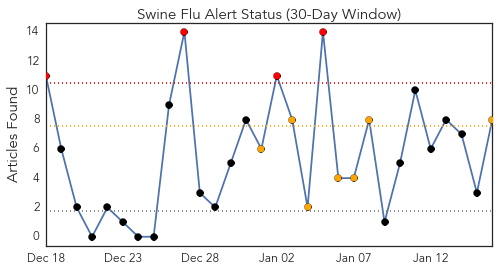 Swine Flu Alert Status (30-Day Window)
Articles Found
14
12
10
8
6
4
2
0
Dec 18 Dec 23 Dec 28 Jan 02 Jan 07 Jan 12